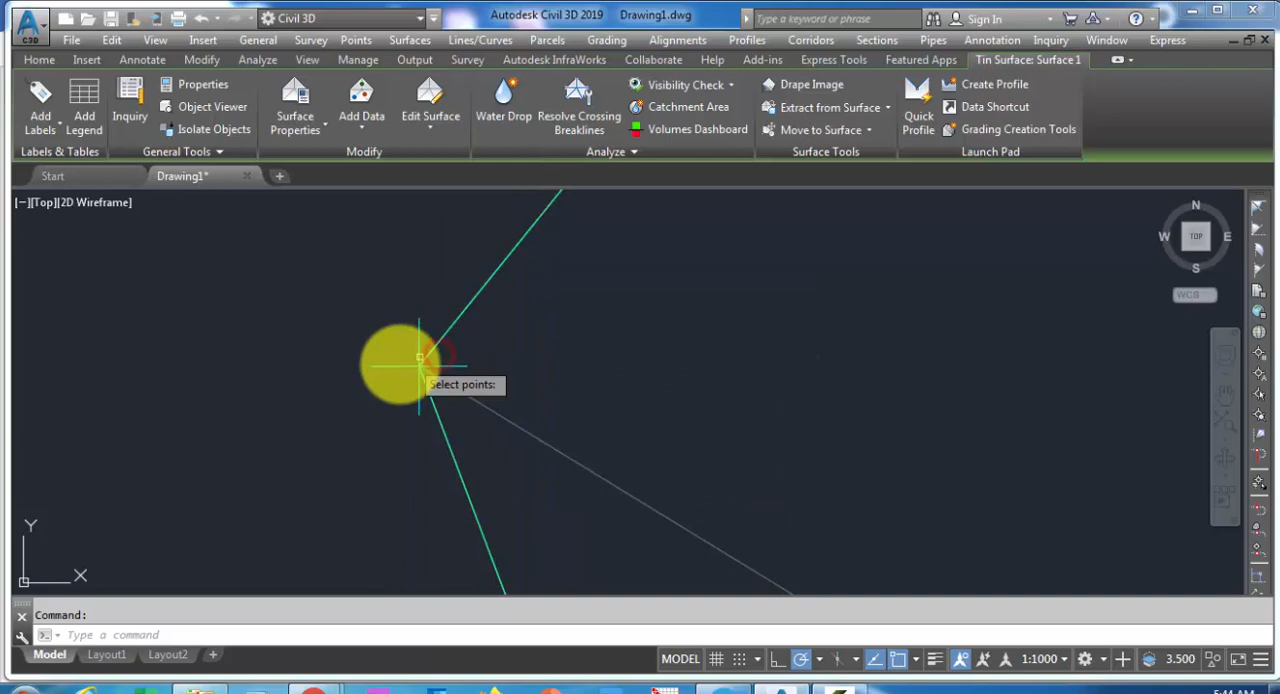 Civil 3D
Autodesk Civil 3D 2019 Drawing1.dwg
Type a keyword or phrase
Sign In
C3D
File Edit View Insert General Survey Points Surfaces Lines/Curves Parcels Grading Alignments Profiles Corridors Sections Pipes Annotation Inquiry Window Express
Home Insert Annotate Modify Analyze View Manage Output Survey Autodesk InfraWorks Collaborate Help Add-ins Express Tools Featured Apps Tin Surface: Surface 1
Add Labels
Add Legend
Labels & Tables
Inquiry
Properties
Object Viewer
Isolate Objects
General Tools
Surface Properties
Add Data
Edit Surface
Modify
Water Drop
Resolve Crossing Breaklines
Visibility Check
Catchment Area
Volumes Dashboard
Analyze
Drape Image
Extract from Surface
Move to Surface
Surface Tools
Quick Profile
Create Profile
Data Shortcut
Grading Creation Tools
Launch Pad
Start
Drawing1*
[−][Top][2D Wireframe]
N
W TOP E
S
WCS
Select points:
Y
X
Command:
Type a command
Model Layout1 Layout2
MODEL 1:1000 3.500
5:44 AM